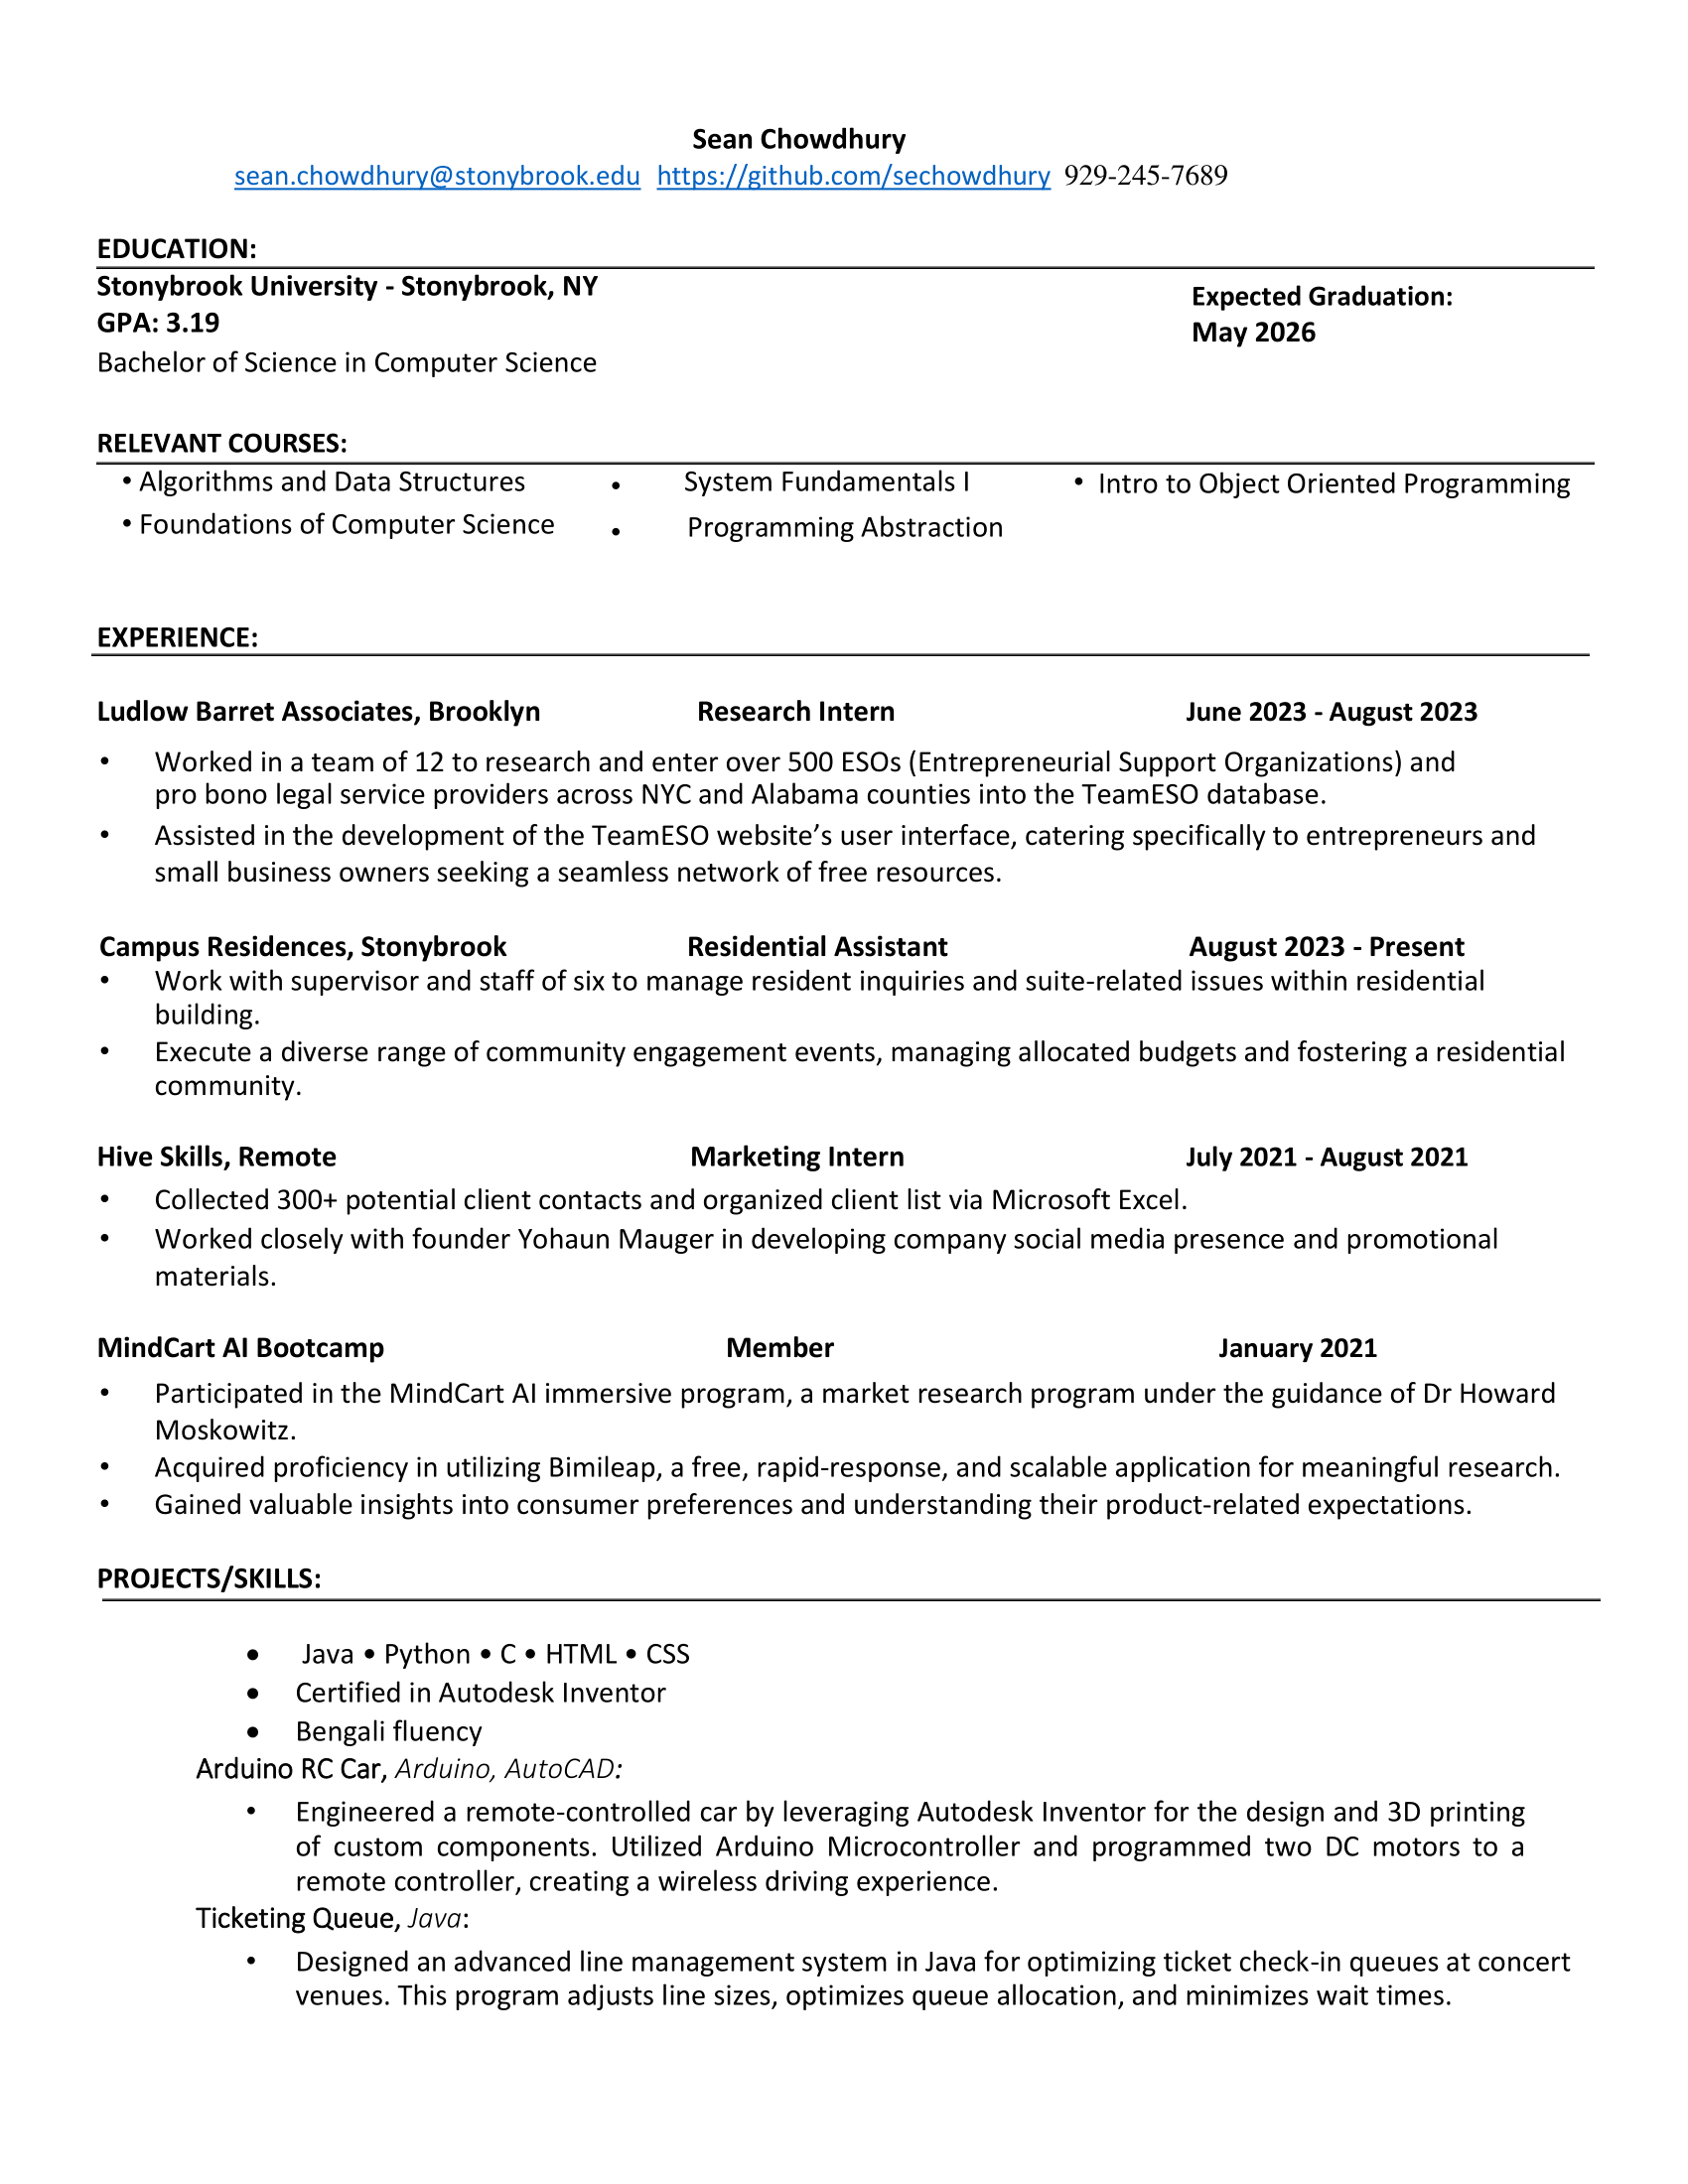 Sean Chowdhury
sean.chowdhury@stonybrook.edu https://github.com/sechowdhury 929-245-7689
EDUCATION:
Stonybrook University - Stonybrook, NY
GPA: 3.19
Expected Graduation:
May 2026
Bachelor of Science in Computer Science
RELEVANT COURSES:
• Algorithms and Data Structures • System Fundamentals I • Intro to Object Oriented Programming
• Foundations of Computer Science • Programming Abstraction
EXPERIENCE:
Ludlow Barret Associates, Brooklyn Research Intern June 2023 - August 2023
• Worked in a team of 12 to research and enter over 500 ESOs (Entrepreneurial Support Organizations) and
pro bono legal service providers across NYC and Alabama counties into the TeamESO database.
• Assisted in the development of the TeamESO website’s user interface, catering specifically to entrepreneurs and
small business owners seeking a seamless network of free resources.
Campus Residences, Stonybrook Residential Assistant August 2023 - Present
• Work with supervisor and staff of six to manage resident inquiries and suite-related issues within residential
building.
• Execute a diverse range of community engagement events, managing allocated budgets and fostering a residential
community.
Hive Skills, Remote Marketing Intern July 2021 - August 2021
• Collected 300+ potential client contacts and organized client list via Microsoft Excel.
• Worked closely with founder Yohaun Mauger in developing company social media presence and promotional
materials.
MindCart AI Bootcamp Member January 2021
• Participated in the MindCart AI immersive program, a market research program under the guidance of Dr Howard
Moskowitz.
• Acquired proficiency in utilizing Bimileap, a free, rapid-response, and scalable application for meaningful research.
• Gained valuable insights into consumer preferences and understanding their product-related expectations.
PROJECTS/SKILLS:
• Java • Python • C • HTML • CSS
• Certified in Autodesk Inventor
• Bengali fluency
Arduino RC Car, Arduino, AutoCAD:
• Engineered a remote-controlled car by leveraging Autodesk Inventor for the design and 3D printing
of custom components. Utilized Arduino Microcontroller and programmed two DC motors to a
remote controller, creating a wireless driving experience.
Ticketing Queue, Java:
• Designed an advanced line management system in Java for optimizing ticket check-in queues at concert
venues. This program adjusts line sizes, optimizes queue allocation, and minimizes wait times.